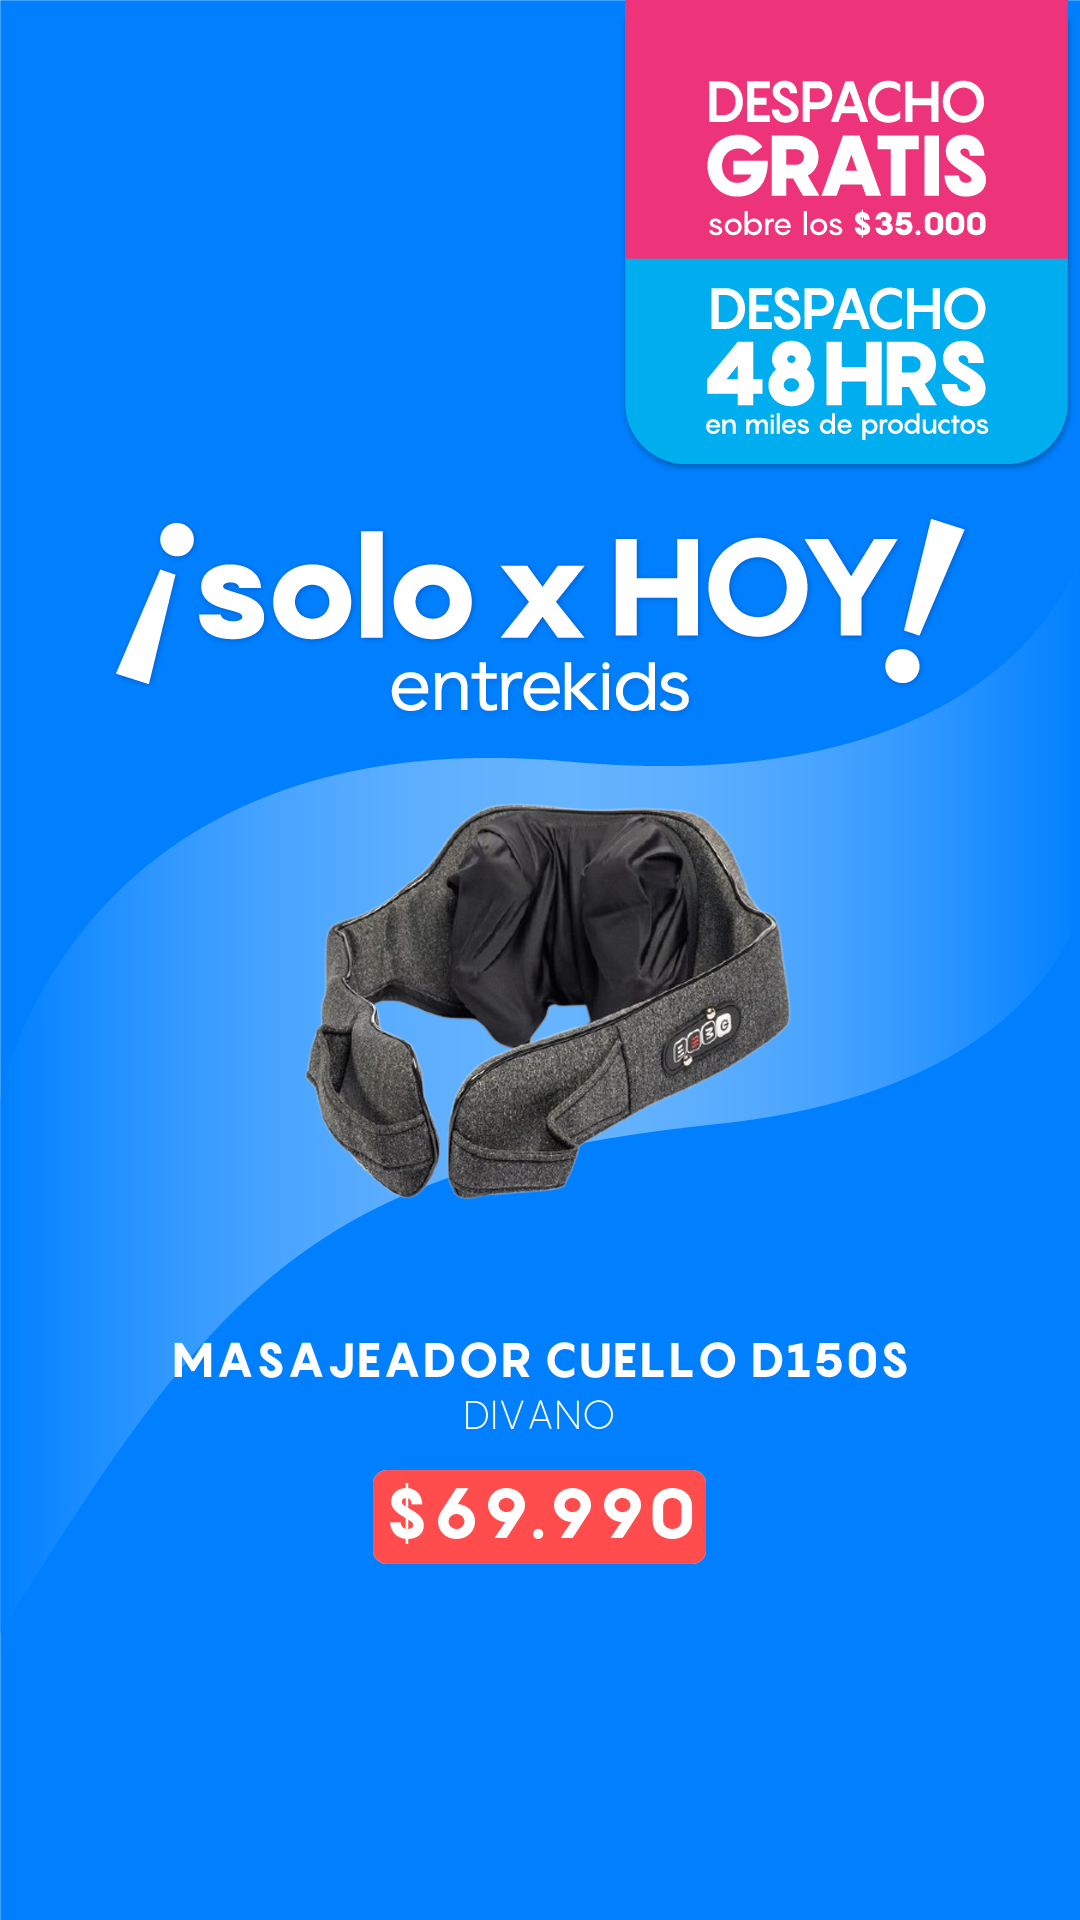 DESPACHO
GRATIS
sobre los $35.000
DESPACHO
48HRS
en miles de productos
¡solo x HOY!
entrekids
MASAJEADOR CUELLO D150S
DIVANO
$69.990